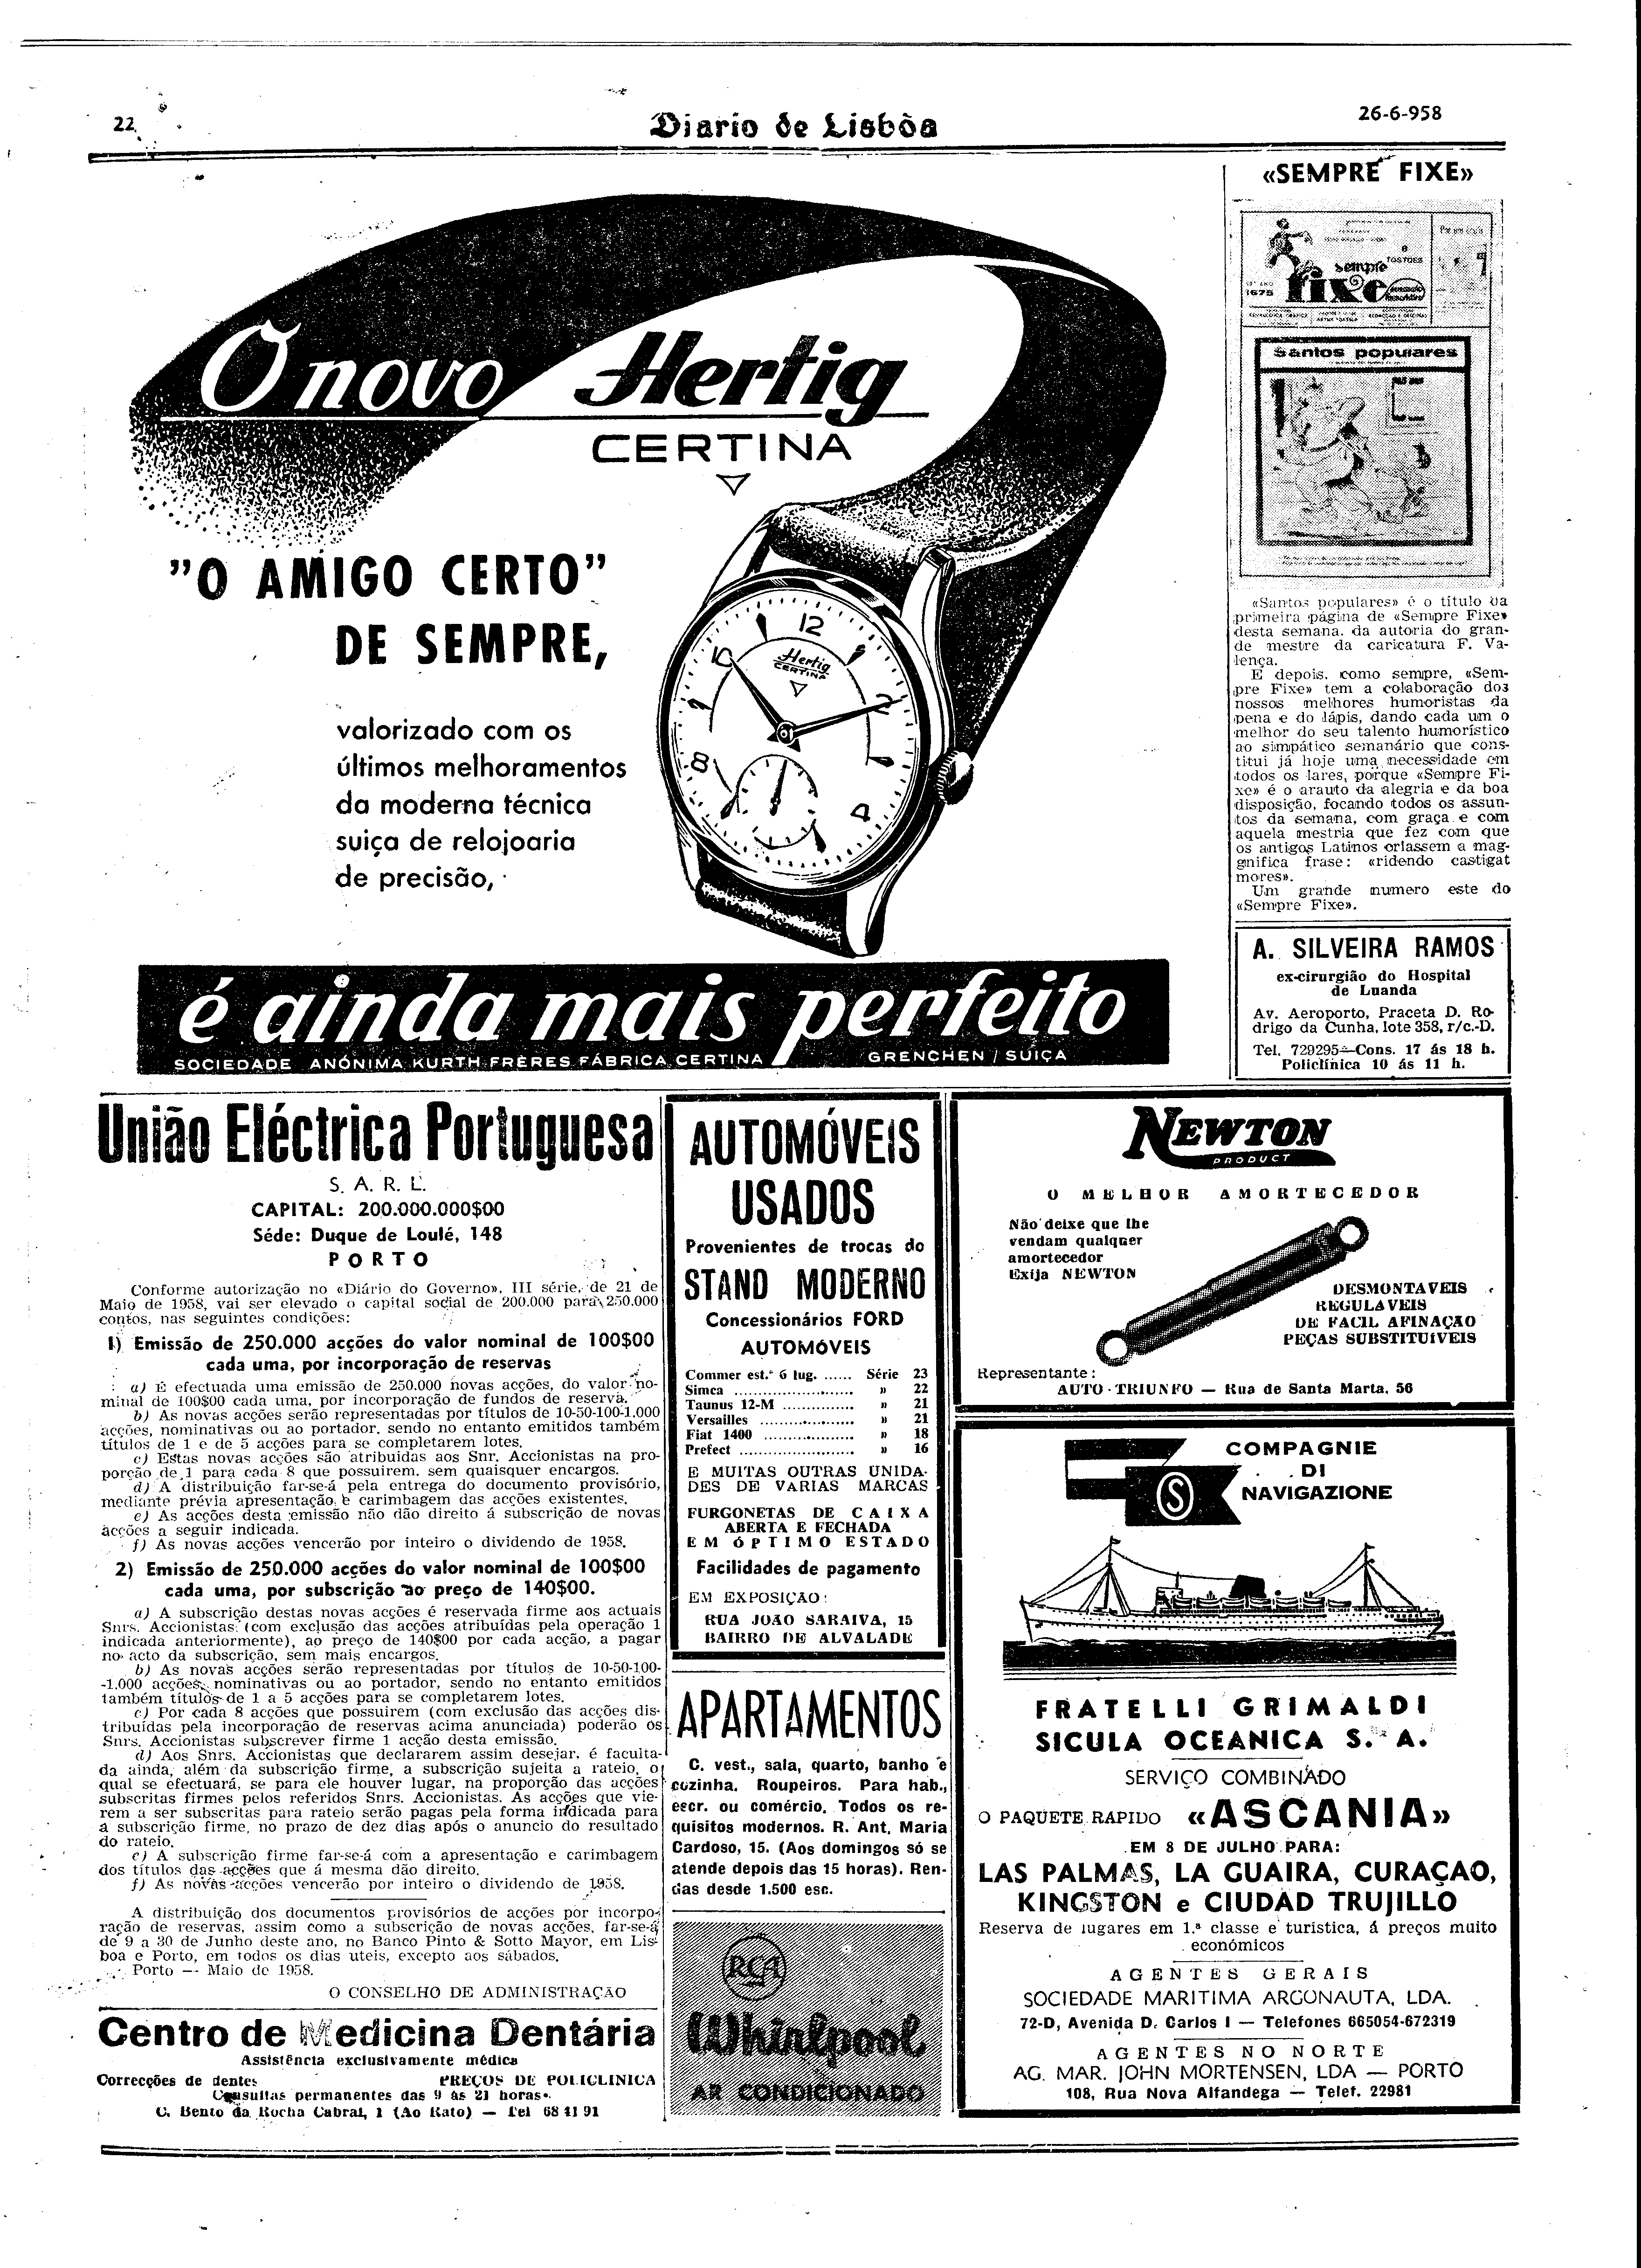 22
Diario de Lisbôa
26-6-958
O novo Hertig
CERTINA
"O AMIGO CERTO"
DE SEMPRE,
valorizado com os
últimos melhoramentos
da moderna técnica
suiça de relojoaria
de precisão,
12
Hertig
CERTINA
10
2
8
4
é ainda mais perfeito
SOCIEDADE ANÓNIMA KURTH FRÈRES FÁBRICA CERTINA GRENCHEN / SUIÇA
«SEMPRE FIXE»
TOSTÕES
sempre
fixe
1675
Santos populares
«Santos populares» é o título da
primeira página de «Sempre Fixe»
desta semana, da autoria do gran-
de mestre da caricatura F. Va-
lença.
E depois, como sempre, «Sem-
pre Fixe» tem a colaboração dos
nossos melhores humoristas da
pena e do lápis, dando cada um o
melhor do seu talento humorístico
ao simpático semanário que cons-
titui já hoje uma necessidade em
todos os lares, porque «Sempre Fi-
xe» é o arauto da alegria e da boa
disposição, focando todos os assun-
tos da semana, com graça e com
aquela mestria que fez com que
os antigos Latinos criassem a mag-
gnifica frase: «ridendo castigat
mores».
Um grande numero este do
«Sempre Fixe».
A. SILVEIRA RAMOS
ex-cirurgião do Hospital
de Luanda
Av. Aeroporto, Praceta D. Ro-
drigo da Cunha, lote 358, r/c.-D.
Tel. 729295—Cons. 17 ás 18 h.
Policlínica 10 ás 11 h.
União Eléctrica Portuguesa
S. A. R. L.
CAPITAL: 200.000.000$00
Séde: Duque de Loulé, 148
PORTO
Conforme autorização no «Diário do Governo», III série, de 21 de
Maio de 1958, vai ser elevado o capital social de 200.000 para 250.000
contos, nas seguintes condições:
1) Emissão de 250.000 acções do valor nominal de 100$00
cada uma, por incorporação de reservas
a) É efectuada uma emissão de 250.000 novas acções, do valor no-
minal de 100$00 cada uma, por incorporação de fundos de reserva.
b) As novas acções serão representadas por títulos de 10-50-100-1.000
acções, nominativas ou ao portador, sendo no entanto emitidos também
títulos de 1 e de 5 acções para se completarem lotes.
c) Estas novas acções são atribuidas aos Snr. Accionistas na pro-
porção de 1 para cada 8 que possuirem, sem quaisquer encargos.
d) A distribuição far-se-á pela entrega do documento provisório,
mediante prévia apresentação e carimbagem das acções existentes.
e) As acções desta emissão não dão direito á subscrição de novas
acções a seguir indicada.
f) As novas acções vencerão por inteiro o dividendo de 1958.
2) Emissão de 250.000 acções do valor nominal de 100$00
cada uma, por subscrição ao preço de 140$00.
a) A subscrição destas novas acções é reservada firme aos actuais
Snrs. Accionistas (com exclusão das acções atribuídas pela operação 1
indicada anteriormente), ao preço de 140$00 por cada acção, a pagar
no acto da subscrição, sem mais encargos.
b) As novas acções serão representadas por títulos de 10-50-100-
-1.000 acções, nominativas ou ao portador, sendo no entanto emitidos
também títulos de 1 a 5 acções para se completarem lotes.
c) Por cada 8 acções que possuirem (com exclusão das acções dis-
tribuídas pela incorporação de reservas acima anunciada) poderão os
Snrs. Accionistas subscrever firme 1 acção desta emissão.
d) Aos Snrs. Accionistas que declararem assim desejar, é faculta-
da ainda, além da subscrição firme, a subscrição sujeita a rateio, o
qual se efectuará, se para ele houver lugar, na proporção das acções
subscritas firmes pelos referidos Snrs. Accionistas. As acções que vie-
rem a ser subscritas para rateio serão pagas pela forma indicada para
á subscrição firme, no prazo de dez dias após o anuncio do resultado
do rateio.
e) A subscrição firme far-se-á com a apresentação e carimbagem
dos títulos das acções que á mesma dão direito.
f) As novas acções vencerão por inteiro o dividendo de 1958.
A distribuição dos documentos provisórios de acções por incorpo-
ração de reservas, assim como a subscrição de novas acções, far-se-á
de 9 a 30 de Junho deste ano, no Banco Pinto & Sotto Mayor, em Lis-
boa e Porto, em todos os dias uteis, excepto aos sábados.
Porto — Maio de 1958.
O CONSELHO DE ADMINISTRAÇÃO
Centro de Medicina Dentária
Assistência exclusivamente médica
Correcções de dentes PREÇOS DE POLICLINICA
Consultas permanentes das 9 ás 21 horas
C. Bento da Rocha Cabral, 1 (Ao Rato) — Tel 68 41 91
AUTOMÓVEIS
USADOS
Provenientes de trocas do
STAND MODERNO
Concessionários FORD
AUTOMÓVEIS
Commer est.ª 6 lug. ...... Série 23
Simca ........................ » 22
Taunus 12-M .............. » 21
Versailles ................... » 21
Fiat 1400 .................. » 18
Prefect ....................... » 16
E MUITAS OUTRAS UNIDA-
DES DE VARIAS MARCAS
FURGONETAS DE CAIXA
ABERTA E FECHADA
EM ÓPTIMO ESTADO
Facilidades de pagamento
EM EXPOSIÇÃO:
RUA JOÃO SARAIVA, 15
BAIRRO DE ALVALADE
APARTAMENTOS
C. vest., sala, quarto, banho e
cozinha. Roupeiros. Para hab.,
escr. ou comércio. Todos os re-
quisitos modernos. R. Ant. Maria
Cardoso, 15. (Aos domingos só se
atende depois das 15 horas). Ren-
das desde 1.500 esc.
RCA
Whirlpool
AR CONDICIONADO
NEWTON
PRODUCT
O MELHOR AMORTECEDOR
Não deixe que lhe
vendam qualquer
amortecedor
Exija NEWTON
DESMONTAVEIS
REGULAVEIS
DE FACIL AFINAÇÃO
PEÇAS SUBSTITUÍVEIS
Representante:
AUTO-TRIUNFO — Rua de Santa Marta, 56
COMPAGNIE
DI
NAVIGAZIONE
S
FRATELLI GRIMALDI
SICULA OCEANICA S. A.
SERVIÇO COMBINADO
O PAQUETE RAPIDO «ASCANIA»
EM 8 DE JULHO PARA:
LAS PALMAS, LA GUAIRA, CURAÇAO,
KINGSTON e CIUDAD TRUJILLO
Reserva de lugares em 1.ª classe e turística, á preços muito
económicos
AGENTES GERAIS
SOCIEDADE MARITIMA ARGONAUTA, LDA.
72-D, Avenida D. Carlos I — Telefones 665054-672319
AGENTES NO NORTE
AG. MAR. JOHN MORTENSEN, LDA — PORTO
108, Rua Nova Alfandega — Telef. 22981